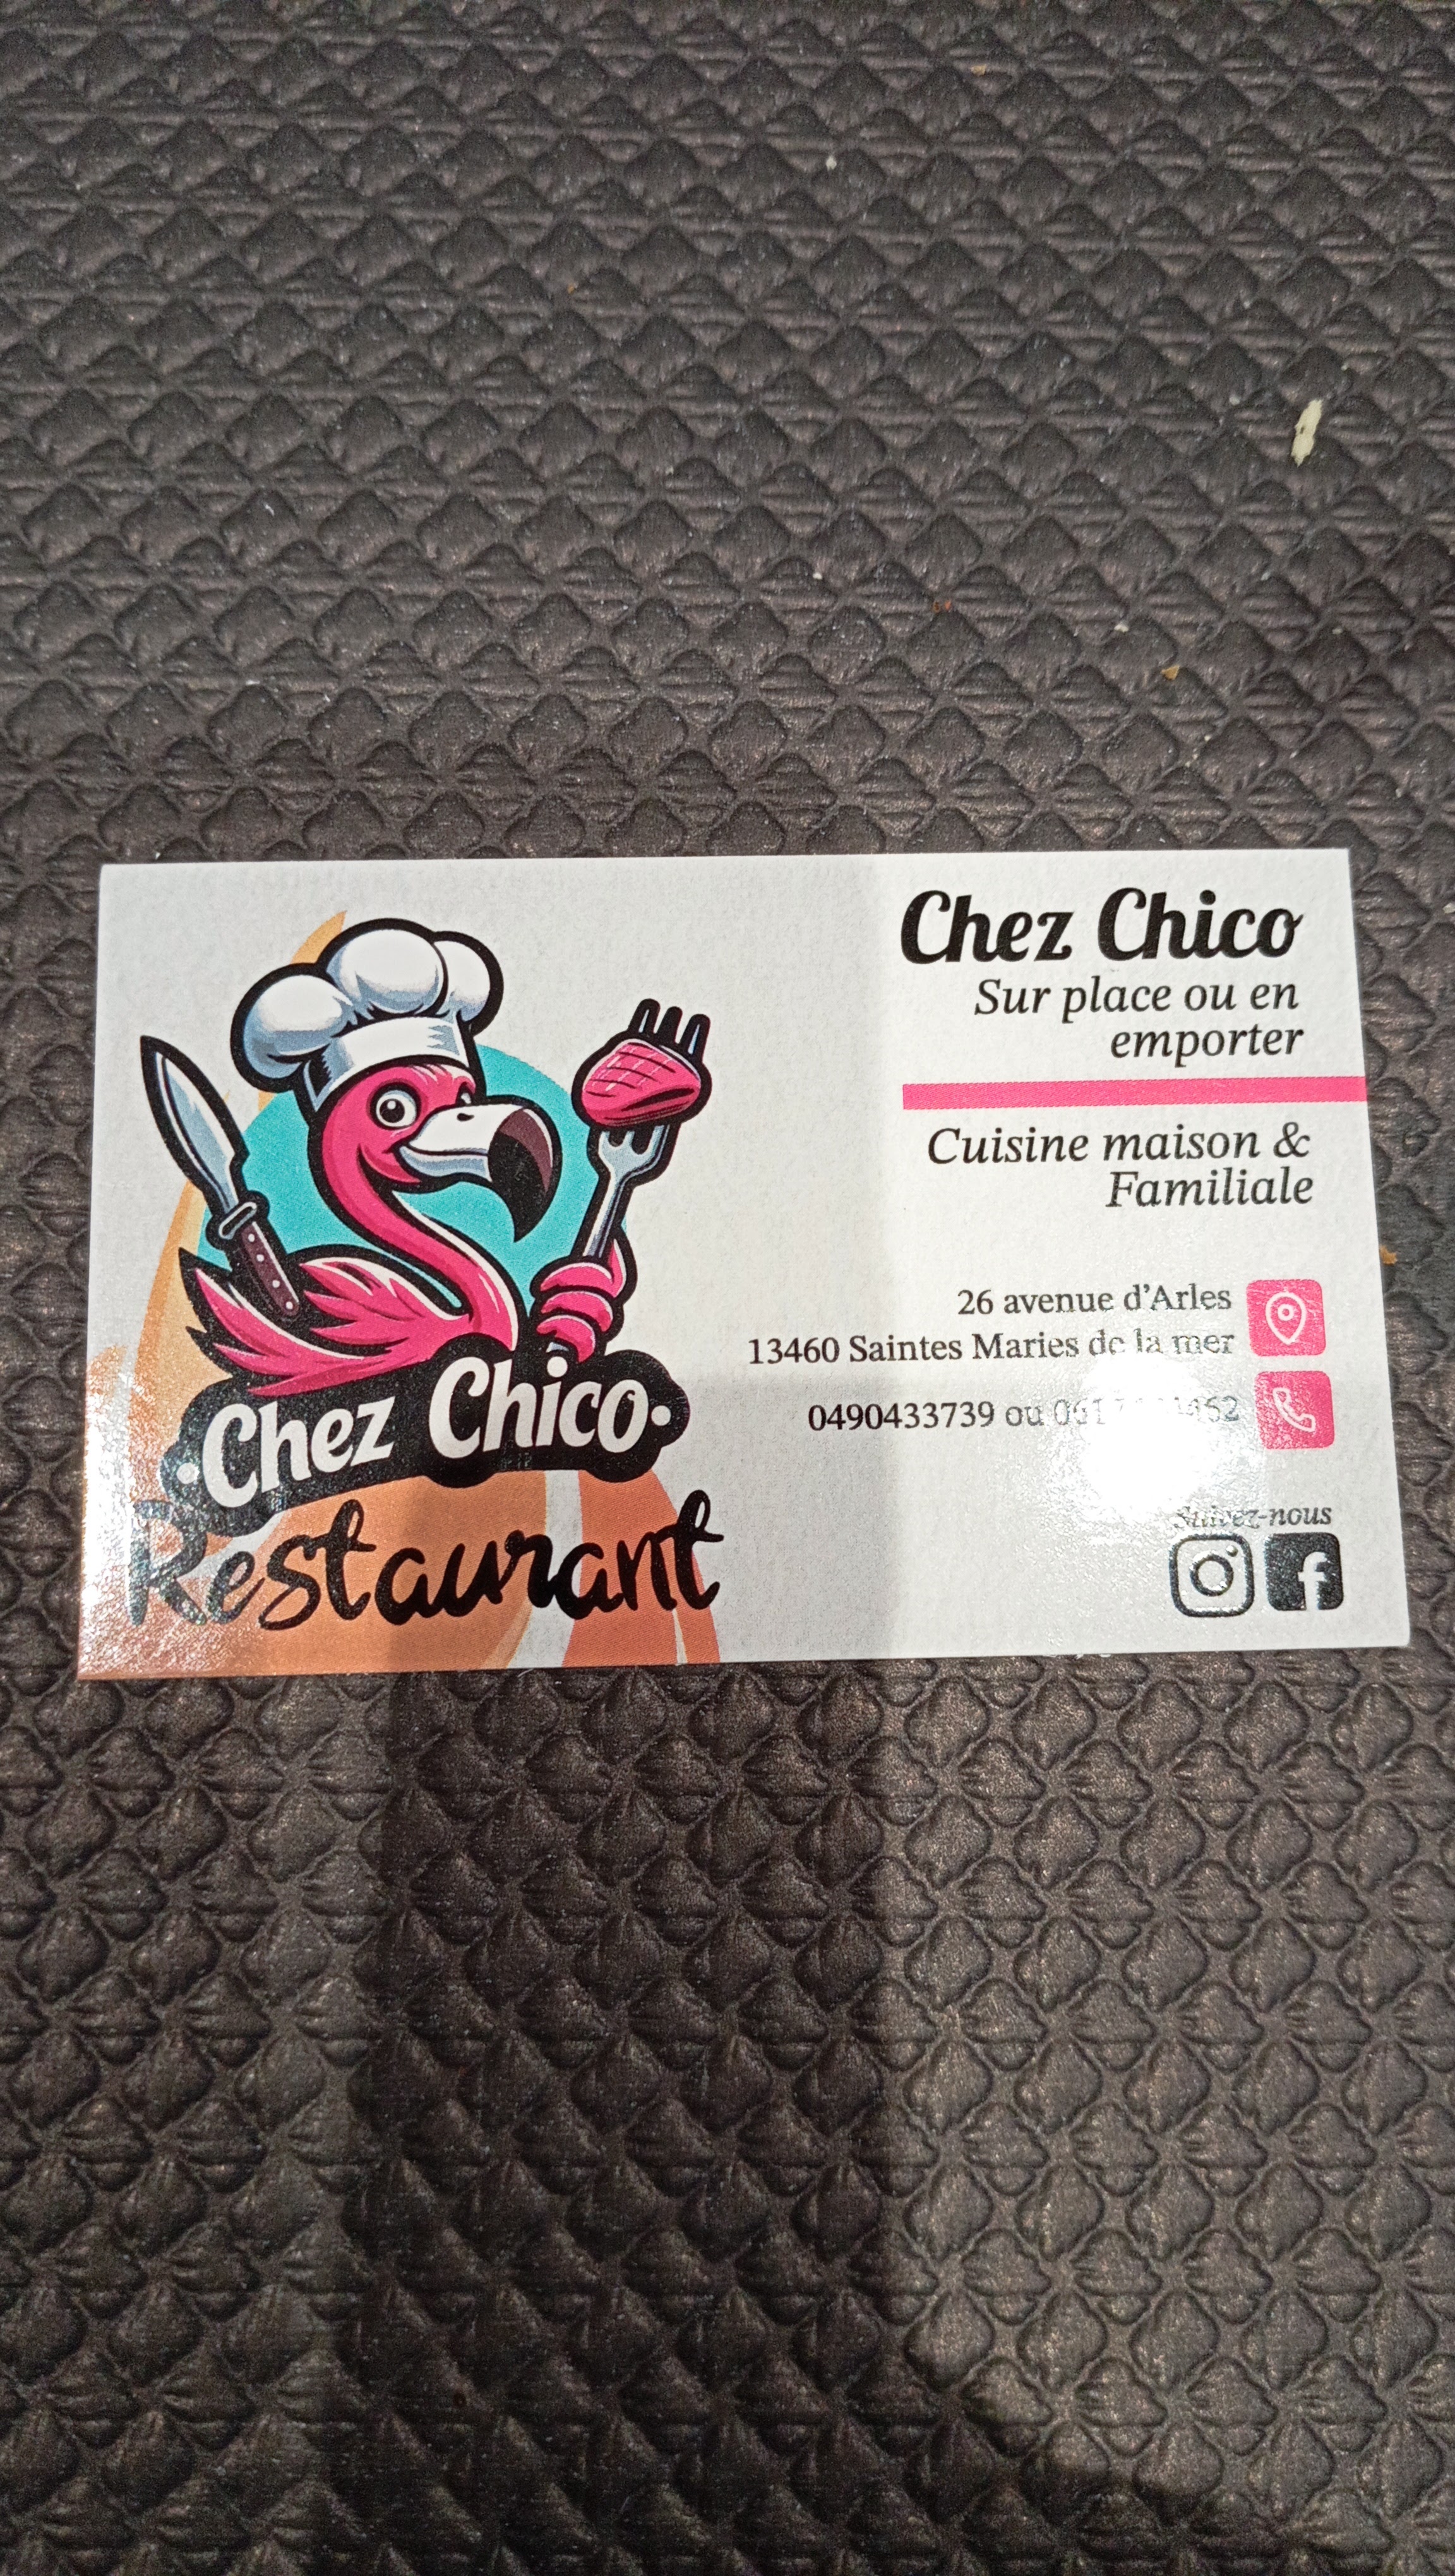 Chez Chico
Restaurant
Chez Chico
Sur place ou en
emporter
Cuisine maison &
Familiale
26 avenue d'Arles
13460 Saintes Maries de la mer
0490433739 ou
Suivez-nous